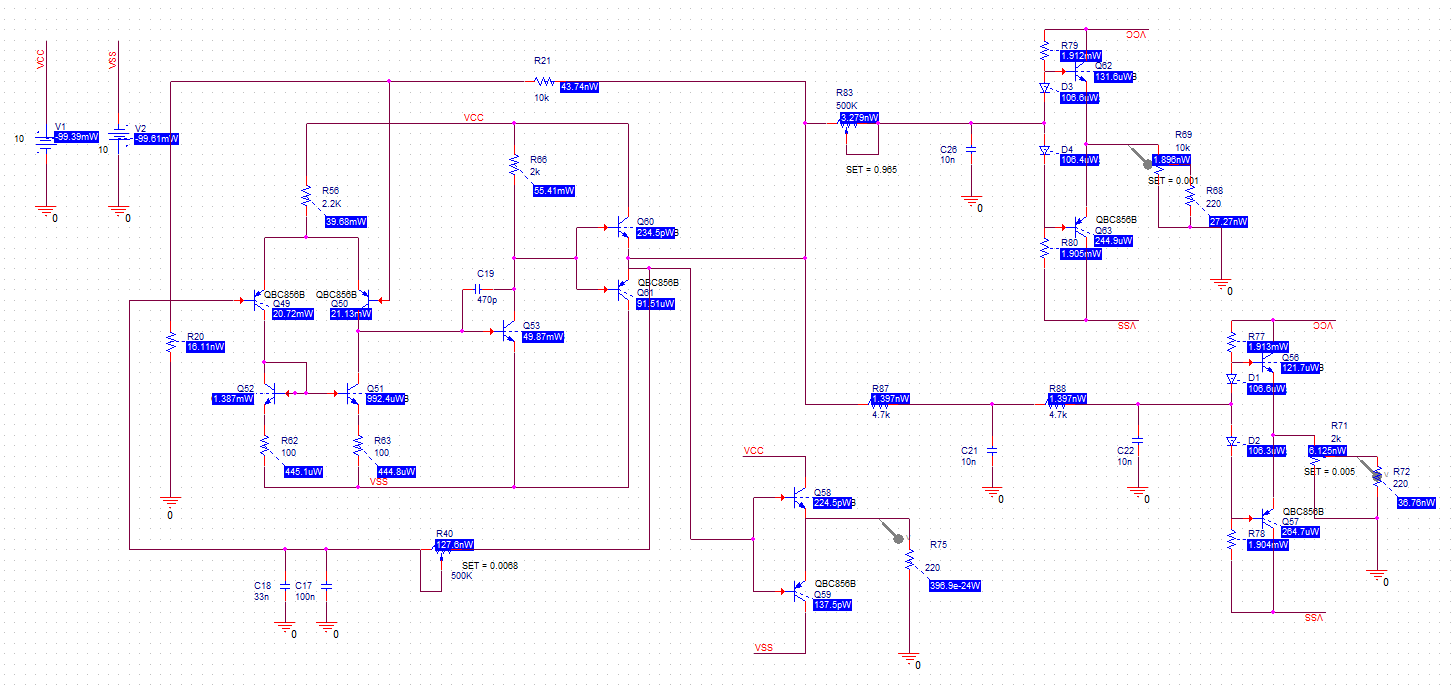 VCC
VSS
V1
-99.39mW
10
0
V2
-99.61mW
10
0
R21
43.74nW
10k
VCC
R66
2k
55.41mW
R56
2.2K
39.68mW
Q60
234.5pW
QBC856B
Q61
91.51uW
C19
470p
QBC856B
Q49
20.72mW
QBC856B
Q50
21.13mW
Q53
49.87mW
R20
16.11nW
0
Q52
1.387mW
Q51
992.4uW
R62
100
445.1uW
R63
100
444.8uW
VSS
R40
127.6nW
SET = 0.0068
500K
C18
33n
0
C17
100n
0
R83
500K
3.279nW
SET = 0.965
C26
10n
0
VCC
R79
1.912mW
Q62
131.6uW
D3
106.6uW
D4
106.4uW
R69
10k
1.896nW
SET = 0.001
R68
220
27.27nW
0
QBC856B
Q63
244.9uW
R80
1.905mW
VSS
R87
1.397nW
4.7k
R88
1.397nW
4.7k
C21
10n
0
C22
10n
0
VCC
R77
1.913mW
Q56
121.7uW
D1
106.6uW
D2
106.3uW
R71
2k
6.125nW
SET = 0.005
R72
220
36.76nW
0
QBC856B
Q57
264.7uW
R78
1.904mW
VSS
VCC
Q58
224.5pW
QBC856B
Q59
137.5pW
R75
220
396.9e-24W
0
VSS